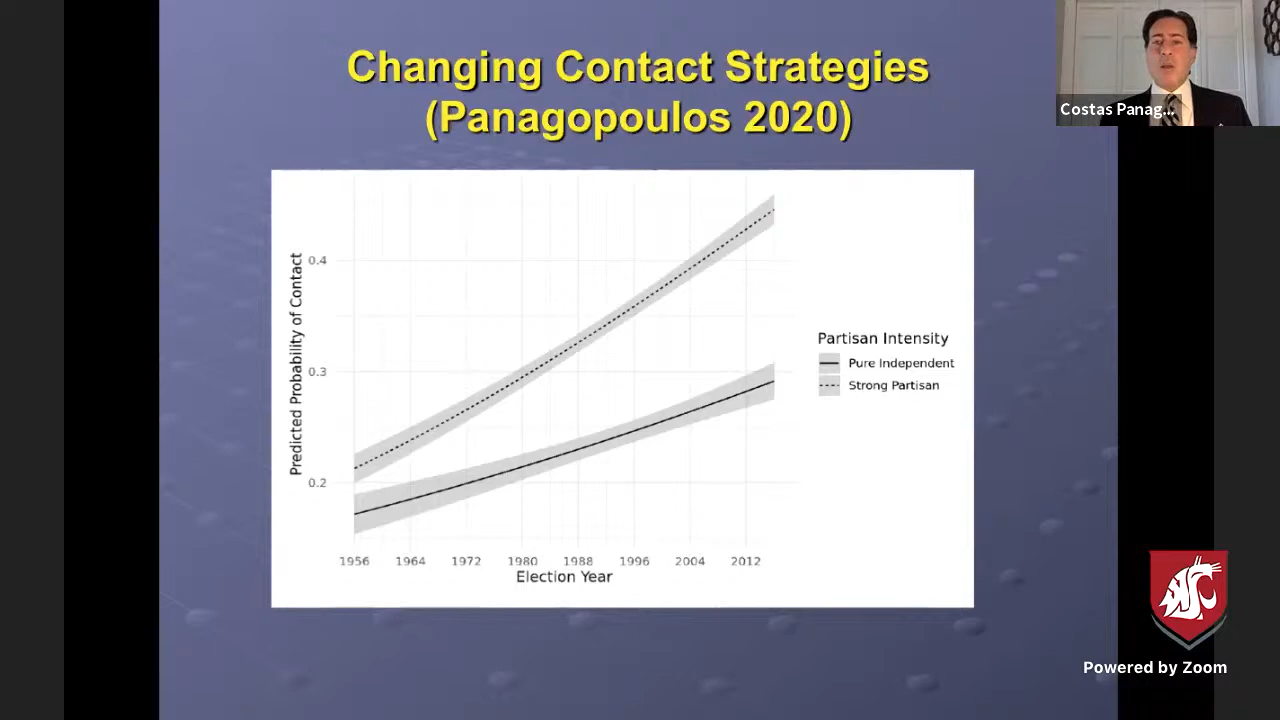 Changing Contact Strategies
(Panagopoulos 2020)
Costas Panag...
Predicted Probability of Contact
0.4
0.3
0.2
1956 1964 1972 1980 1988 1996 2004 2012
Election Year
Partisan Intensity
Pure Independent
Strong Partisan
Powered by Zoom